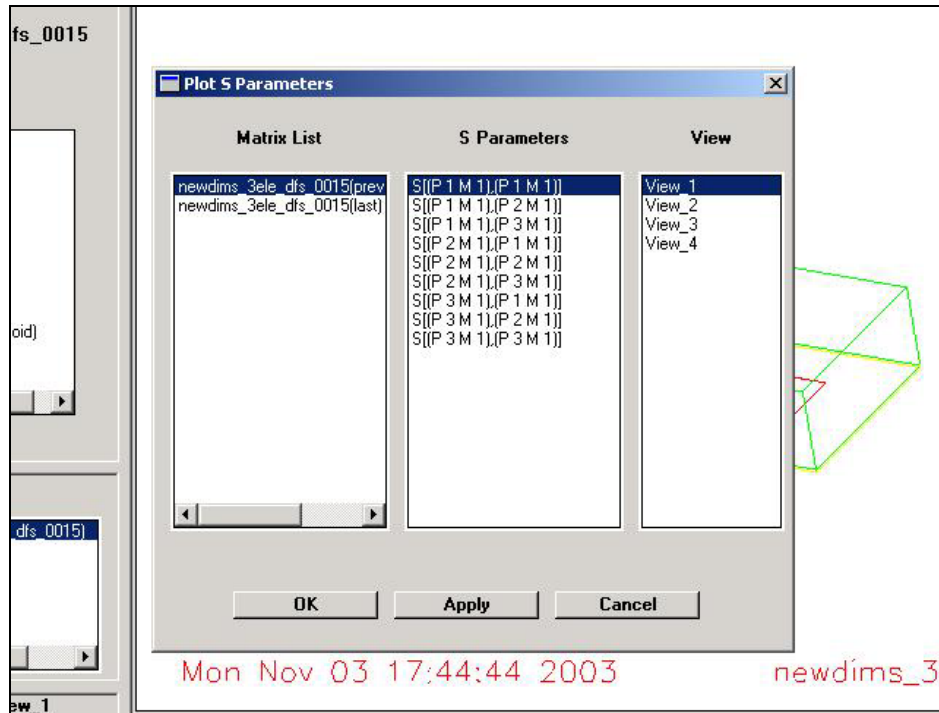 fs_0015
oid)
dfs_0015)
ew_1
Plot S Parameters
Matrix List
S Parameters
View
newdims_3ele_dfs_0015(prev
newdims_3ele_dfs_0015(last)
S[(P 1 M 1),(P 1 M 1)]
S[(P 1 M 1),(P 2 M 1)]
S[(P 1 M 1),(P 3 M 1)]
S[(P 2 M 1),(P 1 M 1)]
S[(P 2 M 1),(P 2 M 1)]
S[(P 2 M 1),(P 3 M 1)]
S[(P 3 M 1),(P 1 M 1)]
S[(P 3 M 1),(P 2 M 1)]
S[(P 3 M 1),(P 3 M 1)]
View_1
View_2
View_3
View_4
OK
Apply
Cancel
Mon Nov 03 17:44:44 2003
newdims_3